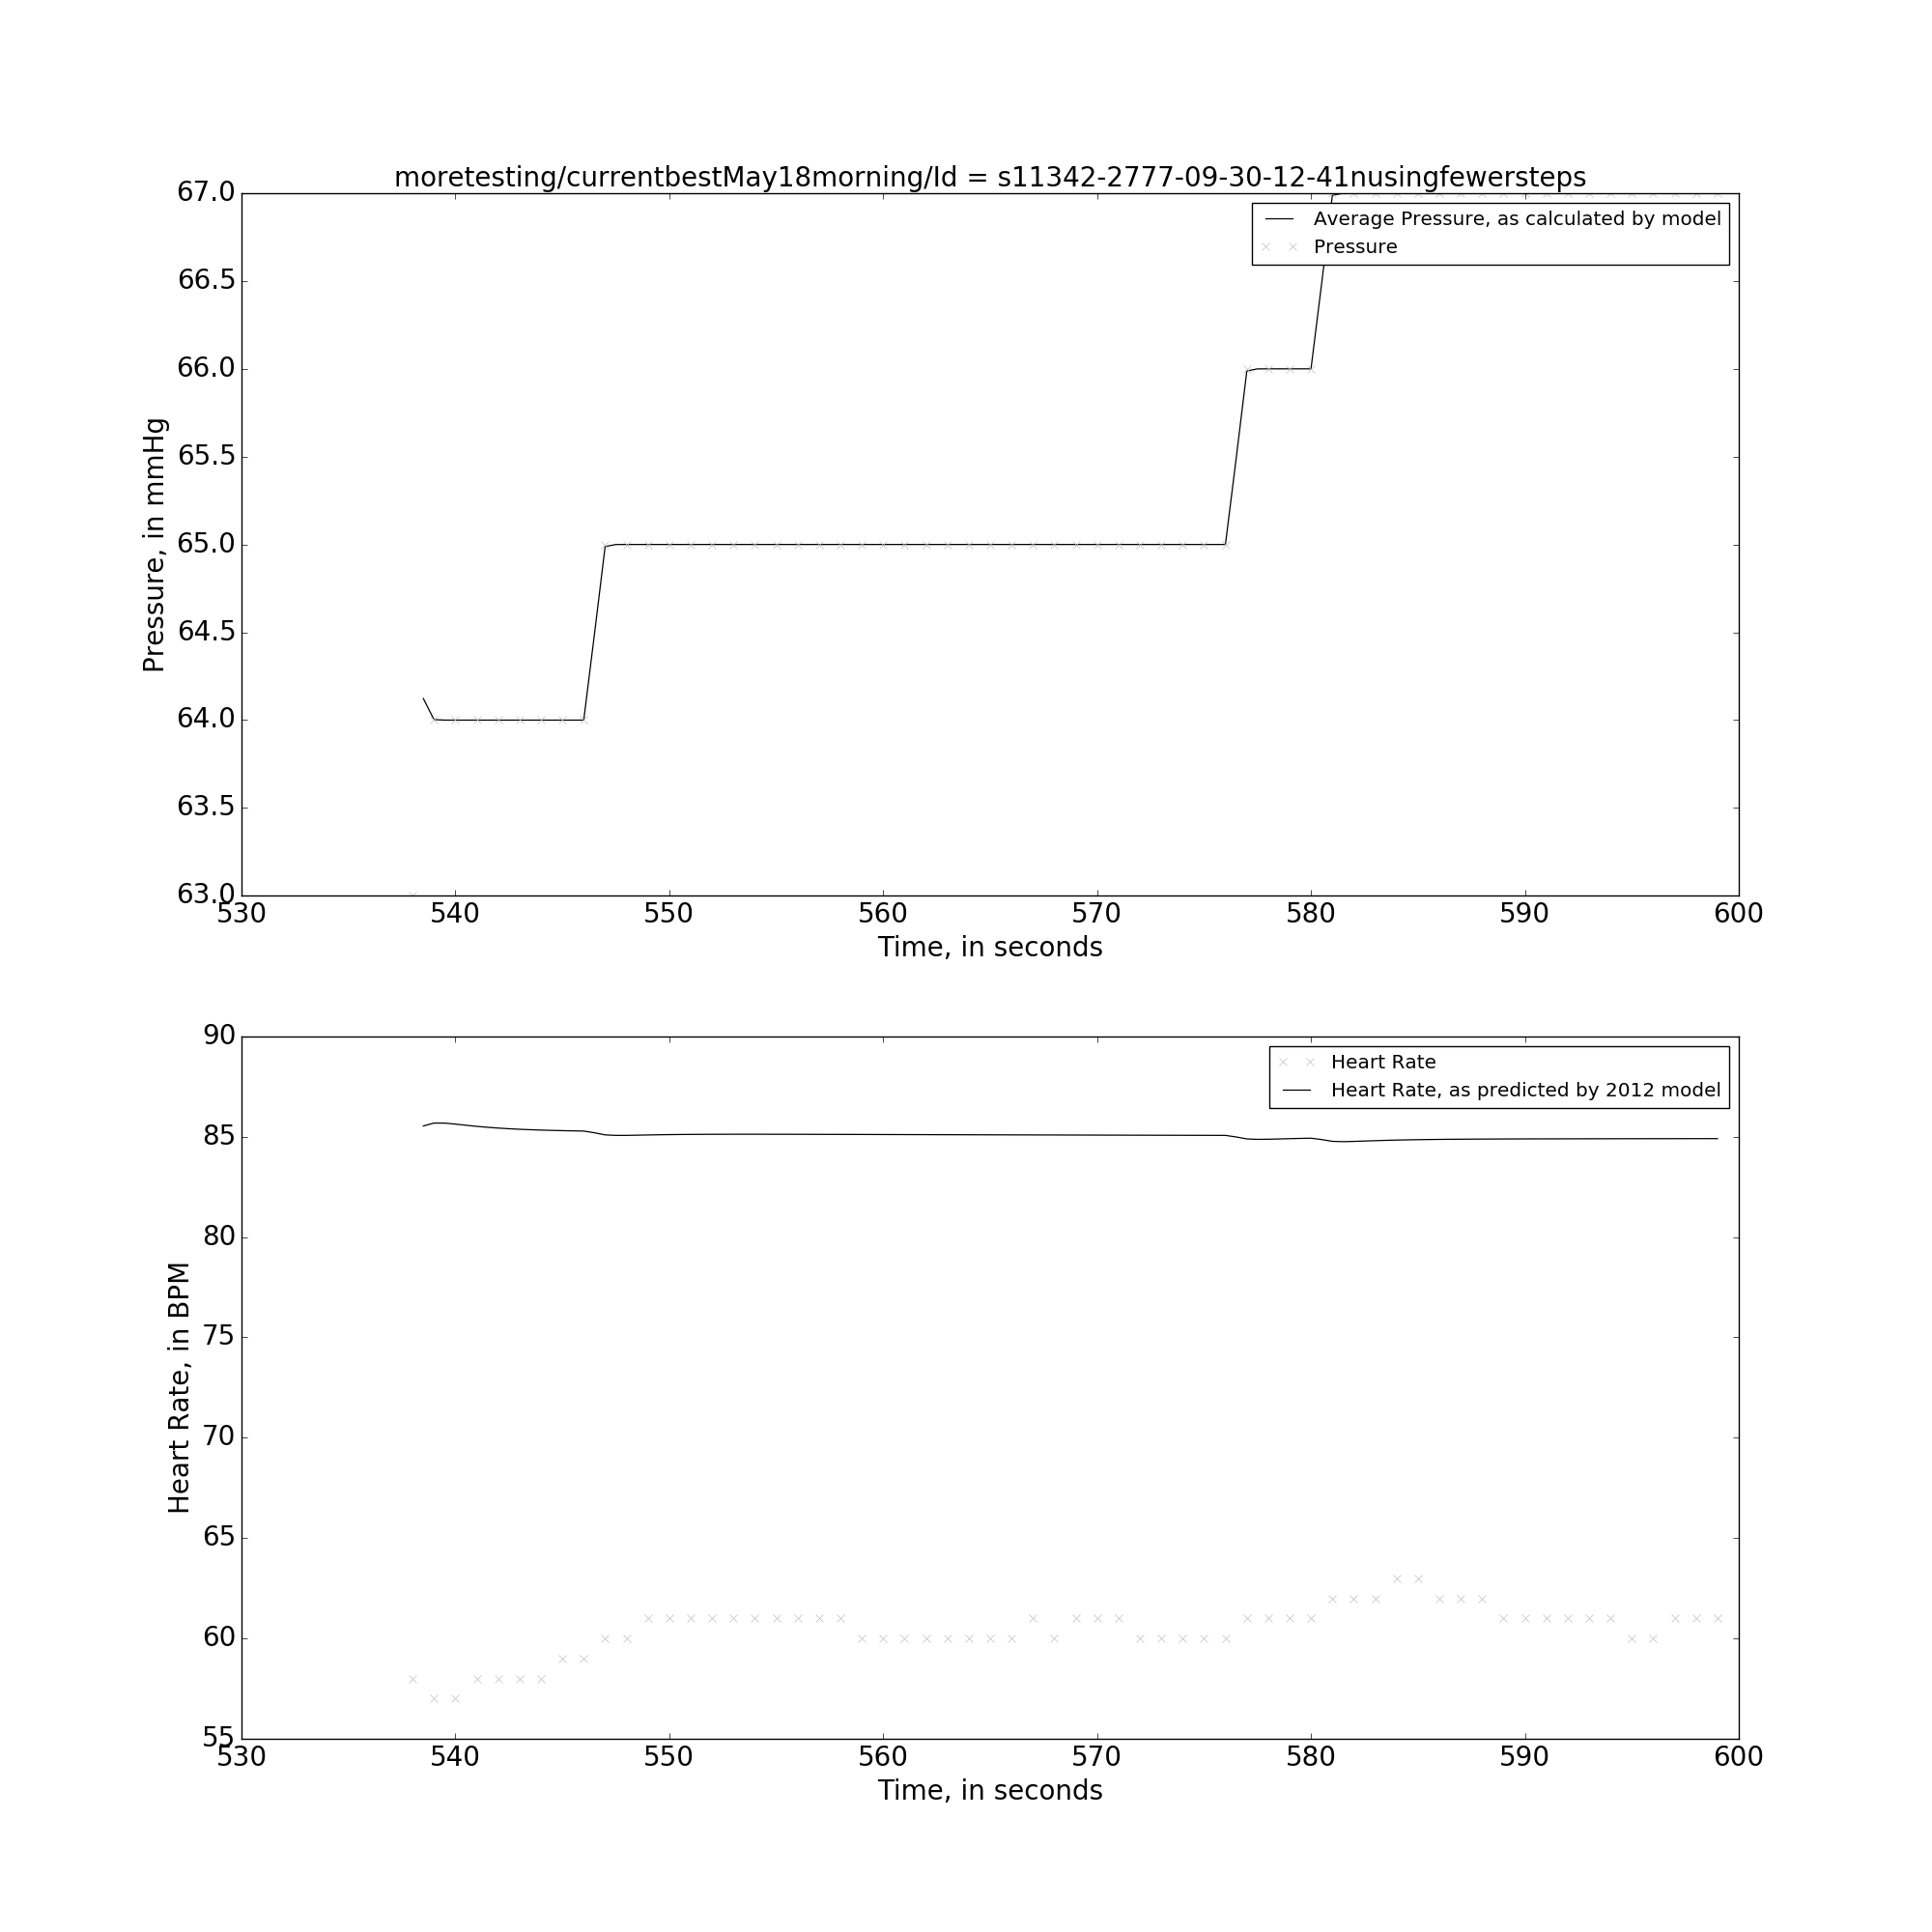 moretesting/currentbestMay18morning/Id = s11342-2777-09-30-12-41nusingfewersteps
67.0
66.5
66.0
65.5
65.0
64.5
64.0
63.5
63.0
Pressure, in mmHg
Average Pressure, as calculated by model
Pressure
530 540 550 560 570 580 590 600
Time, in seconds
90
85
80
75
70
65
60
55
Heart Rate, in BPM
Heart Rate
Heart Rate, as predicted by 2012 model
530 540 550 560 570 580 590 600
Time, in seconds